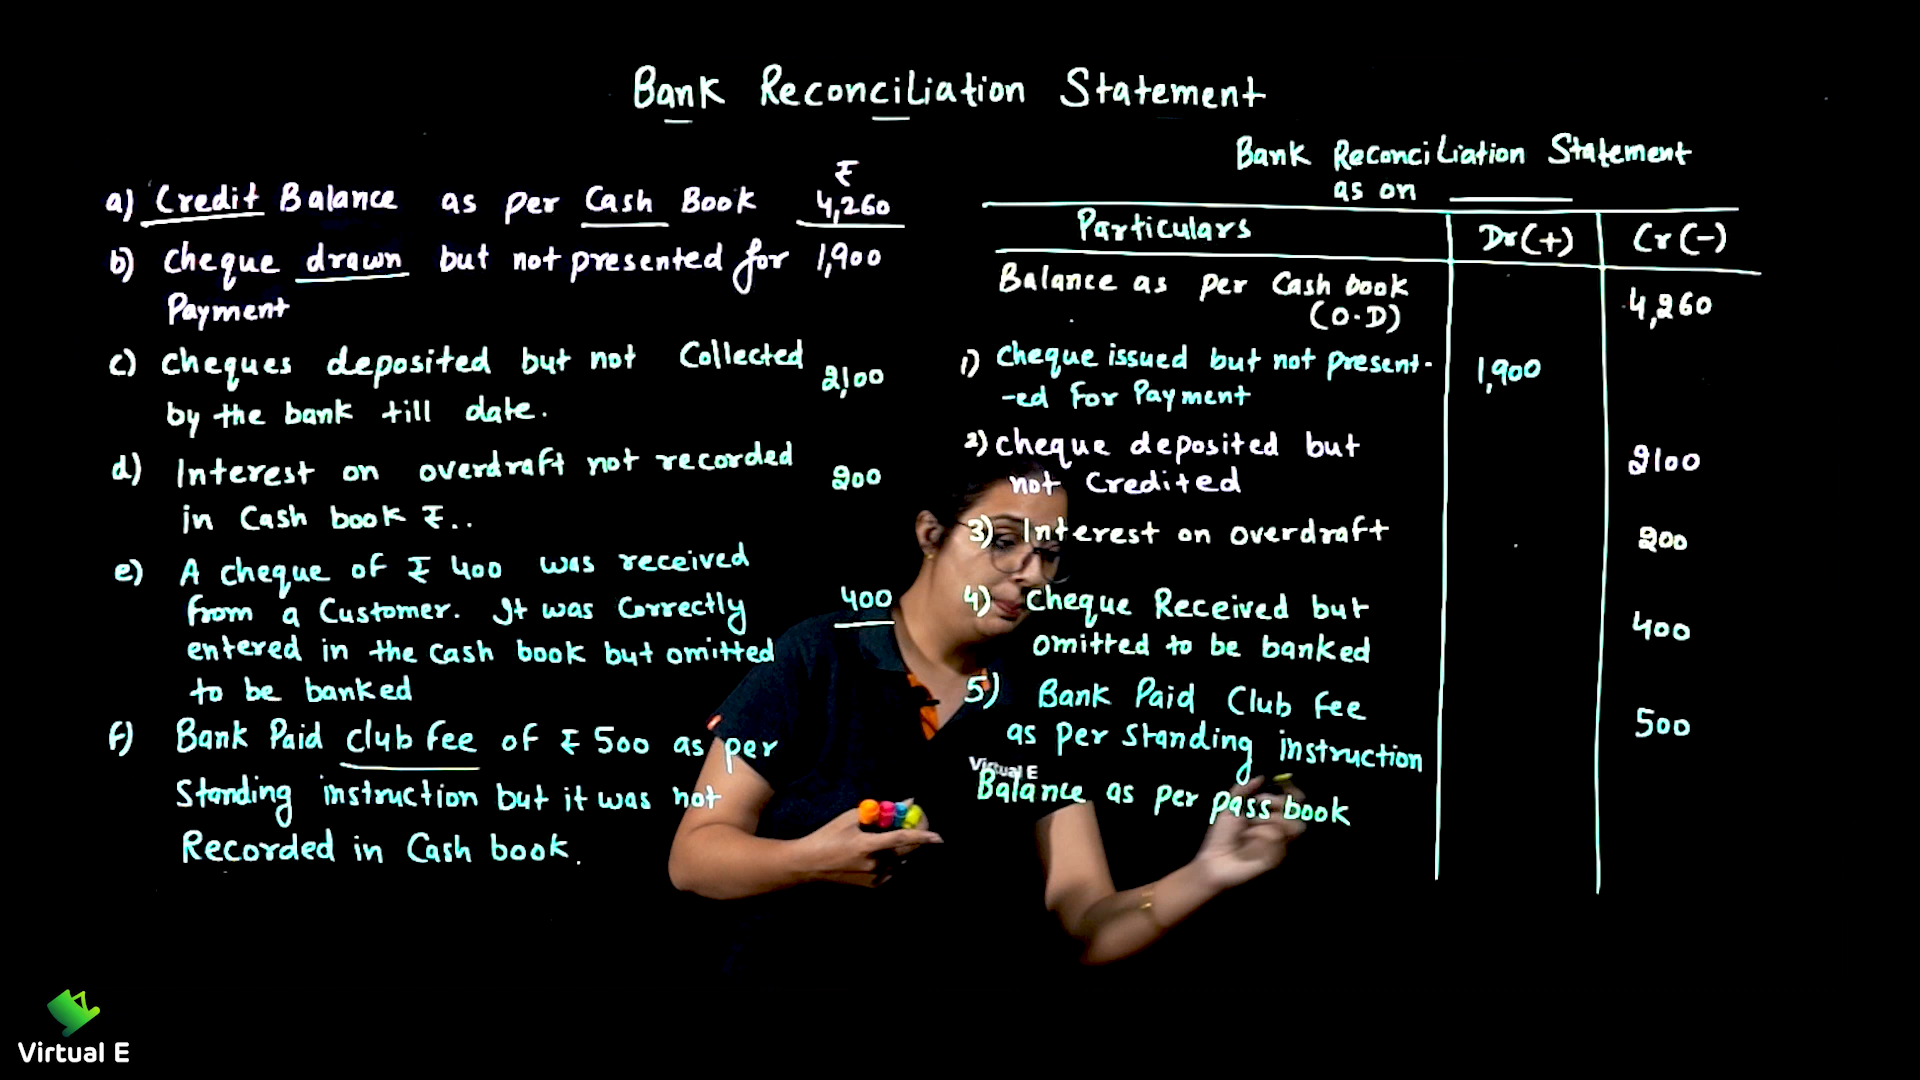 Bank Reconciliation Statement
₹
a) Credit Balance as per Cash Book 4,260
b) Cheque drawn but not presented for 1,900
Payment
c) Cheques deposited but not Collected
by the bank till date. 2,100
d) Interest on overdraft not recorded
in Cash book ₹.. 200
e) A cheque of ₹ 400 was received
from a Customer. It was Correctly 400
entered in the cash book but omitted
to be banked
f) Bank Paid club fee of ₹ 500 as per
Standing instruction but it was not
Recorded in Cash book.
Bank Reconciliation Statement
as on
Particulars Dr(+) Cr(-)
Balance as per Cash book
(O.D) 4,260
1) Cheque issued but not present- 1,900
-ed For Payment
2) Cheque deposited but
not Credited 2100
3) Interest on overdraft 200
4) Cheque Received but 400
omitted to be banked
5) Bank Paid Club Fee 500
as per standing instruction
Balance as per pass book
Virtual E
Virtual E